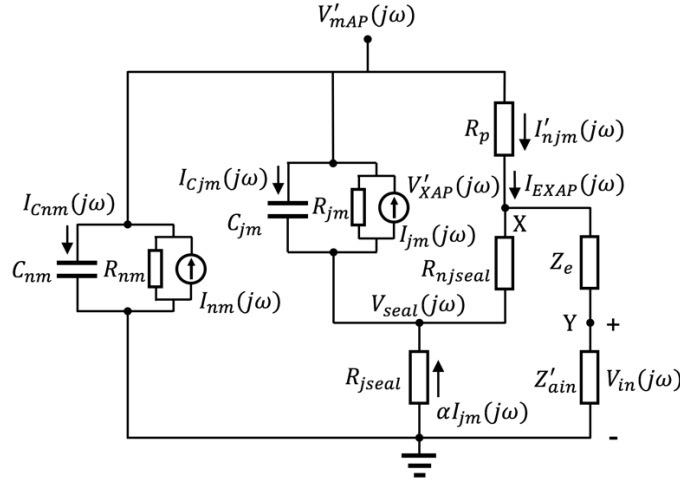 V′mAP(jω)
Rp
I′njm(jω)
ICjm(jω)
V′XAP(jω)
IEXAP(jω)
ICnm(jω)
Rjm
X
Cjm
Ijm(jω)
Cnm
Rnm
Rnjseal
Ze
Inm(jω)
Vseal(jω)
Y
+
Rjseal
Z′ain
Vin(jω)
αIjm(jω)
-